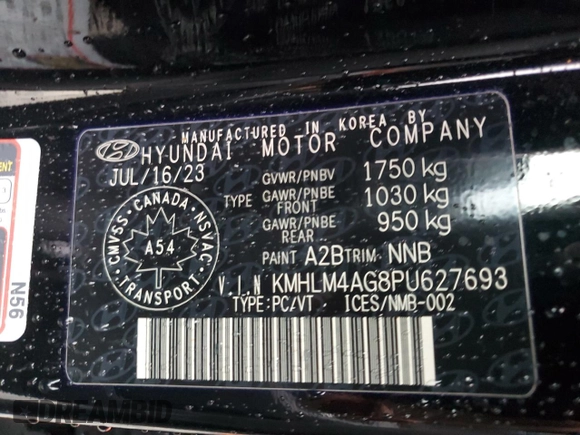 MANUFACTURED IN KOREA BY
HYUNDAI MOTOR COMPANY
JUL/16/23
GVWR/PNBV 1750 kg
TYPE GAWR/PNBE FRONT 1030 kg
GAWR/PNBE REAR 950 kg
PAINT A2B TRIM NNB
CMVSS • CANADA • NSVAC • TRANSPORT
A54
V.I.N KMHLM4AG8PU627693
TYPE:PC/VT ICES/NMB-002
N56
DREAMBID